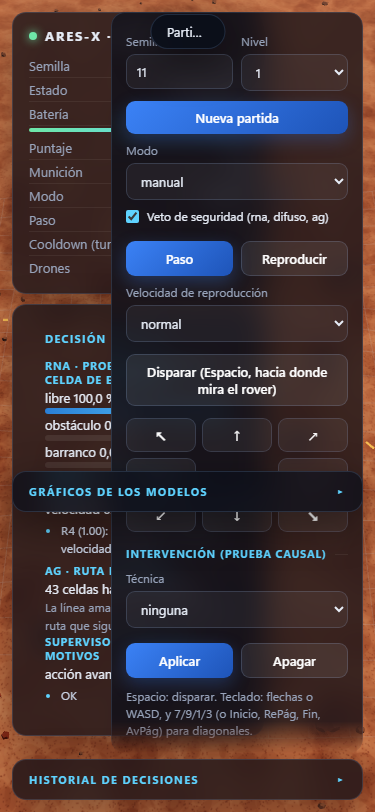 ARES-X ·
Parti...
Nivel
11
1
Semilla
Estado
Batería
Puntaje
Munición
Modo
Paso
Cooldown (tur
Drones
Nueva partida
Modo
manual
Veto de seguridad (rna, difuso, ag)
Paso
Reproducir
Velocidad de reproducción
normal
Disparar (Espacio, hacia donde
mira el rover)
↖ ↑ ↗
DECISIÓN
RNA · PROB
CELDA DE E
libre 100,0 %
obstáculo 0
barranco 0,
GRÁFICOS DE LOS MODELOS ▸
↙ ↓ ↘
R4 (1.00):
velocidad
AG · RUTA
43 celdas ha
La línea ama
ruta que sigu
SUPERVISO
MOTIVOS
acción avan
OK
INTERVENCIÓN (PRUEBA CAUSAL)
Técnica
ninguna
Aplicar
Apagar
Espacio: disparar. Teclado: flechas o
WASD, y 7/9/1/3 (o Inicio, RePág, Fin,
AvPág) para diagonales.
HISTORIAL DE DECISIONES ▸